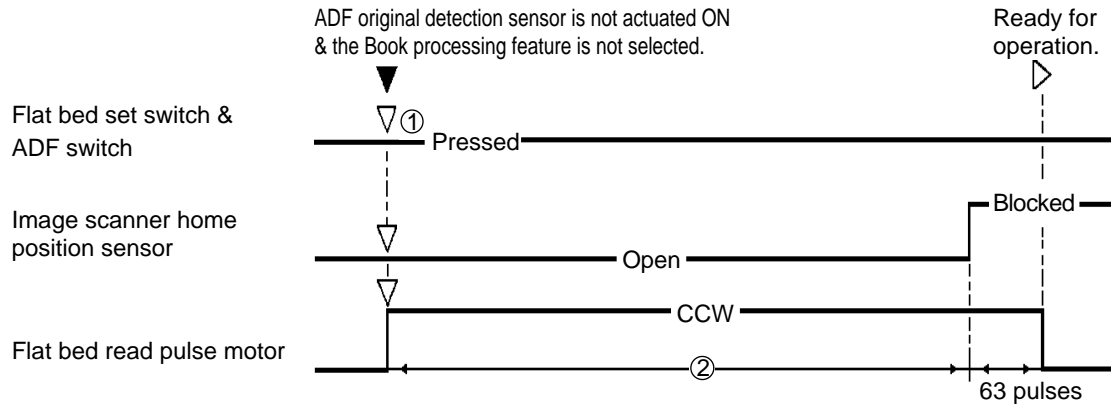 ADF original detection sensor is not actuated ON
& the Book processing feature is not selected.
Ready for
operation.
Flat bed set switch &
ADF switch
①
Pressed
Image scanner home
position sensor
Blocked
Open
CCW
Flat bed read pulse motor
②
63 pulses